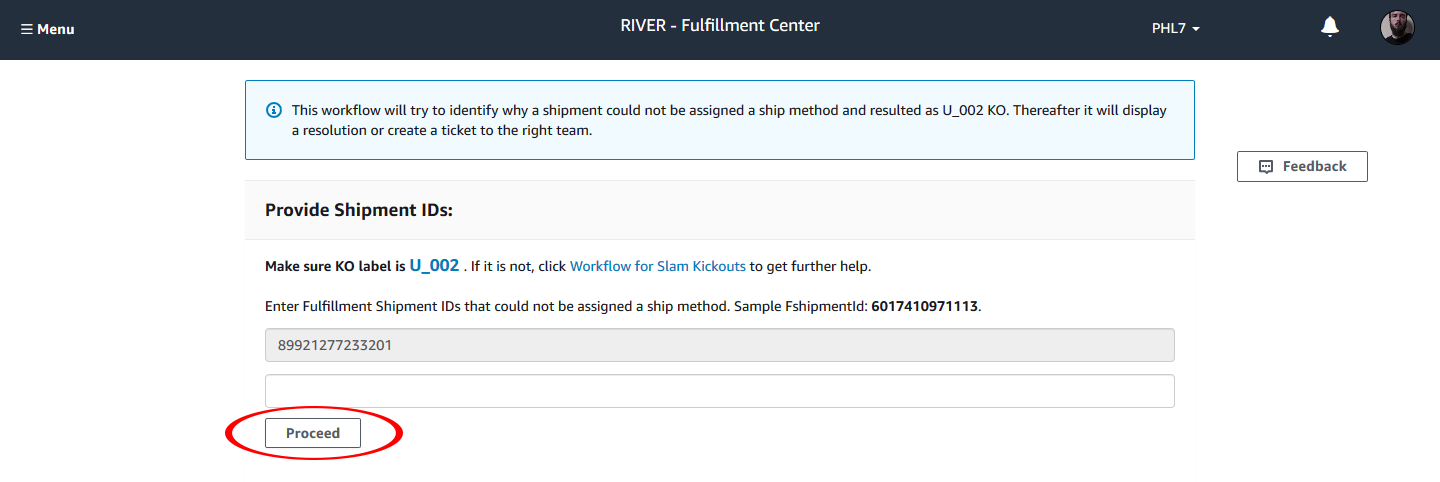 Menu
RIVER - Fulfillment Center
PHL7
This workflow will try to identify why a shipment could not be assigned a ship method and resulted as U_002 KO. Thereafter it will display
a resolution or create a ticket to the right team.
Feedback
Provide Shipment IDs:
Make sure KO label is U_002 . If it is not, click Workflow for Slam Kickouts to get further help.
Enter Fulfillment Shipment IDs that could not be assigned a ship method. Sample FshipmentId: 6017410971113.
89921277233201
Proceed